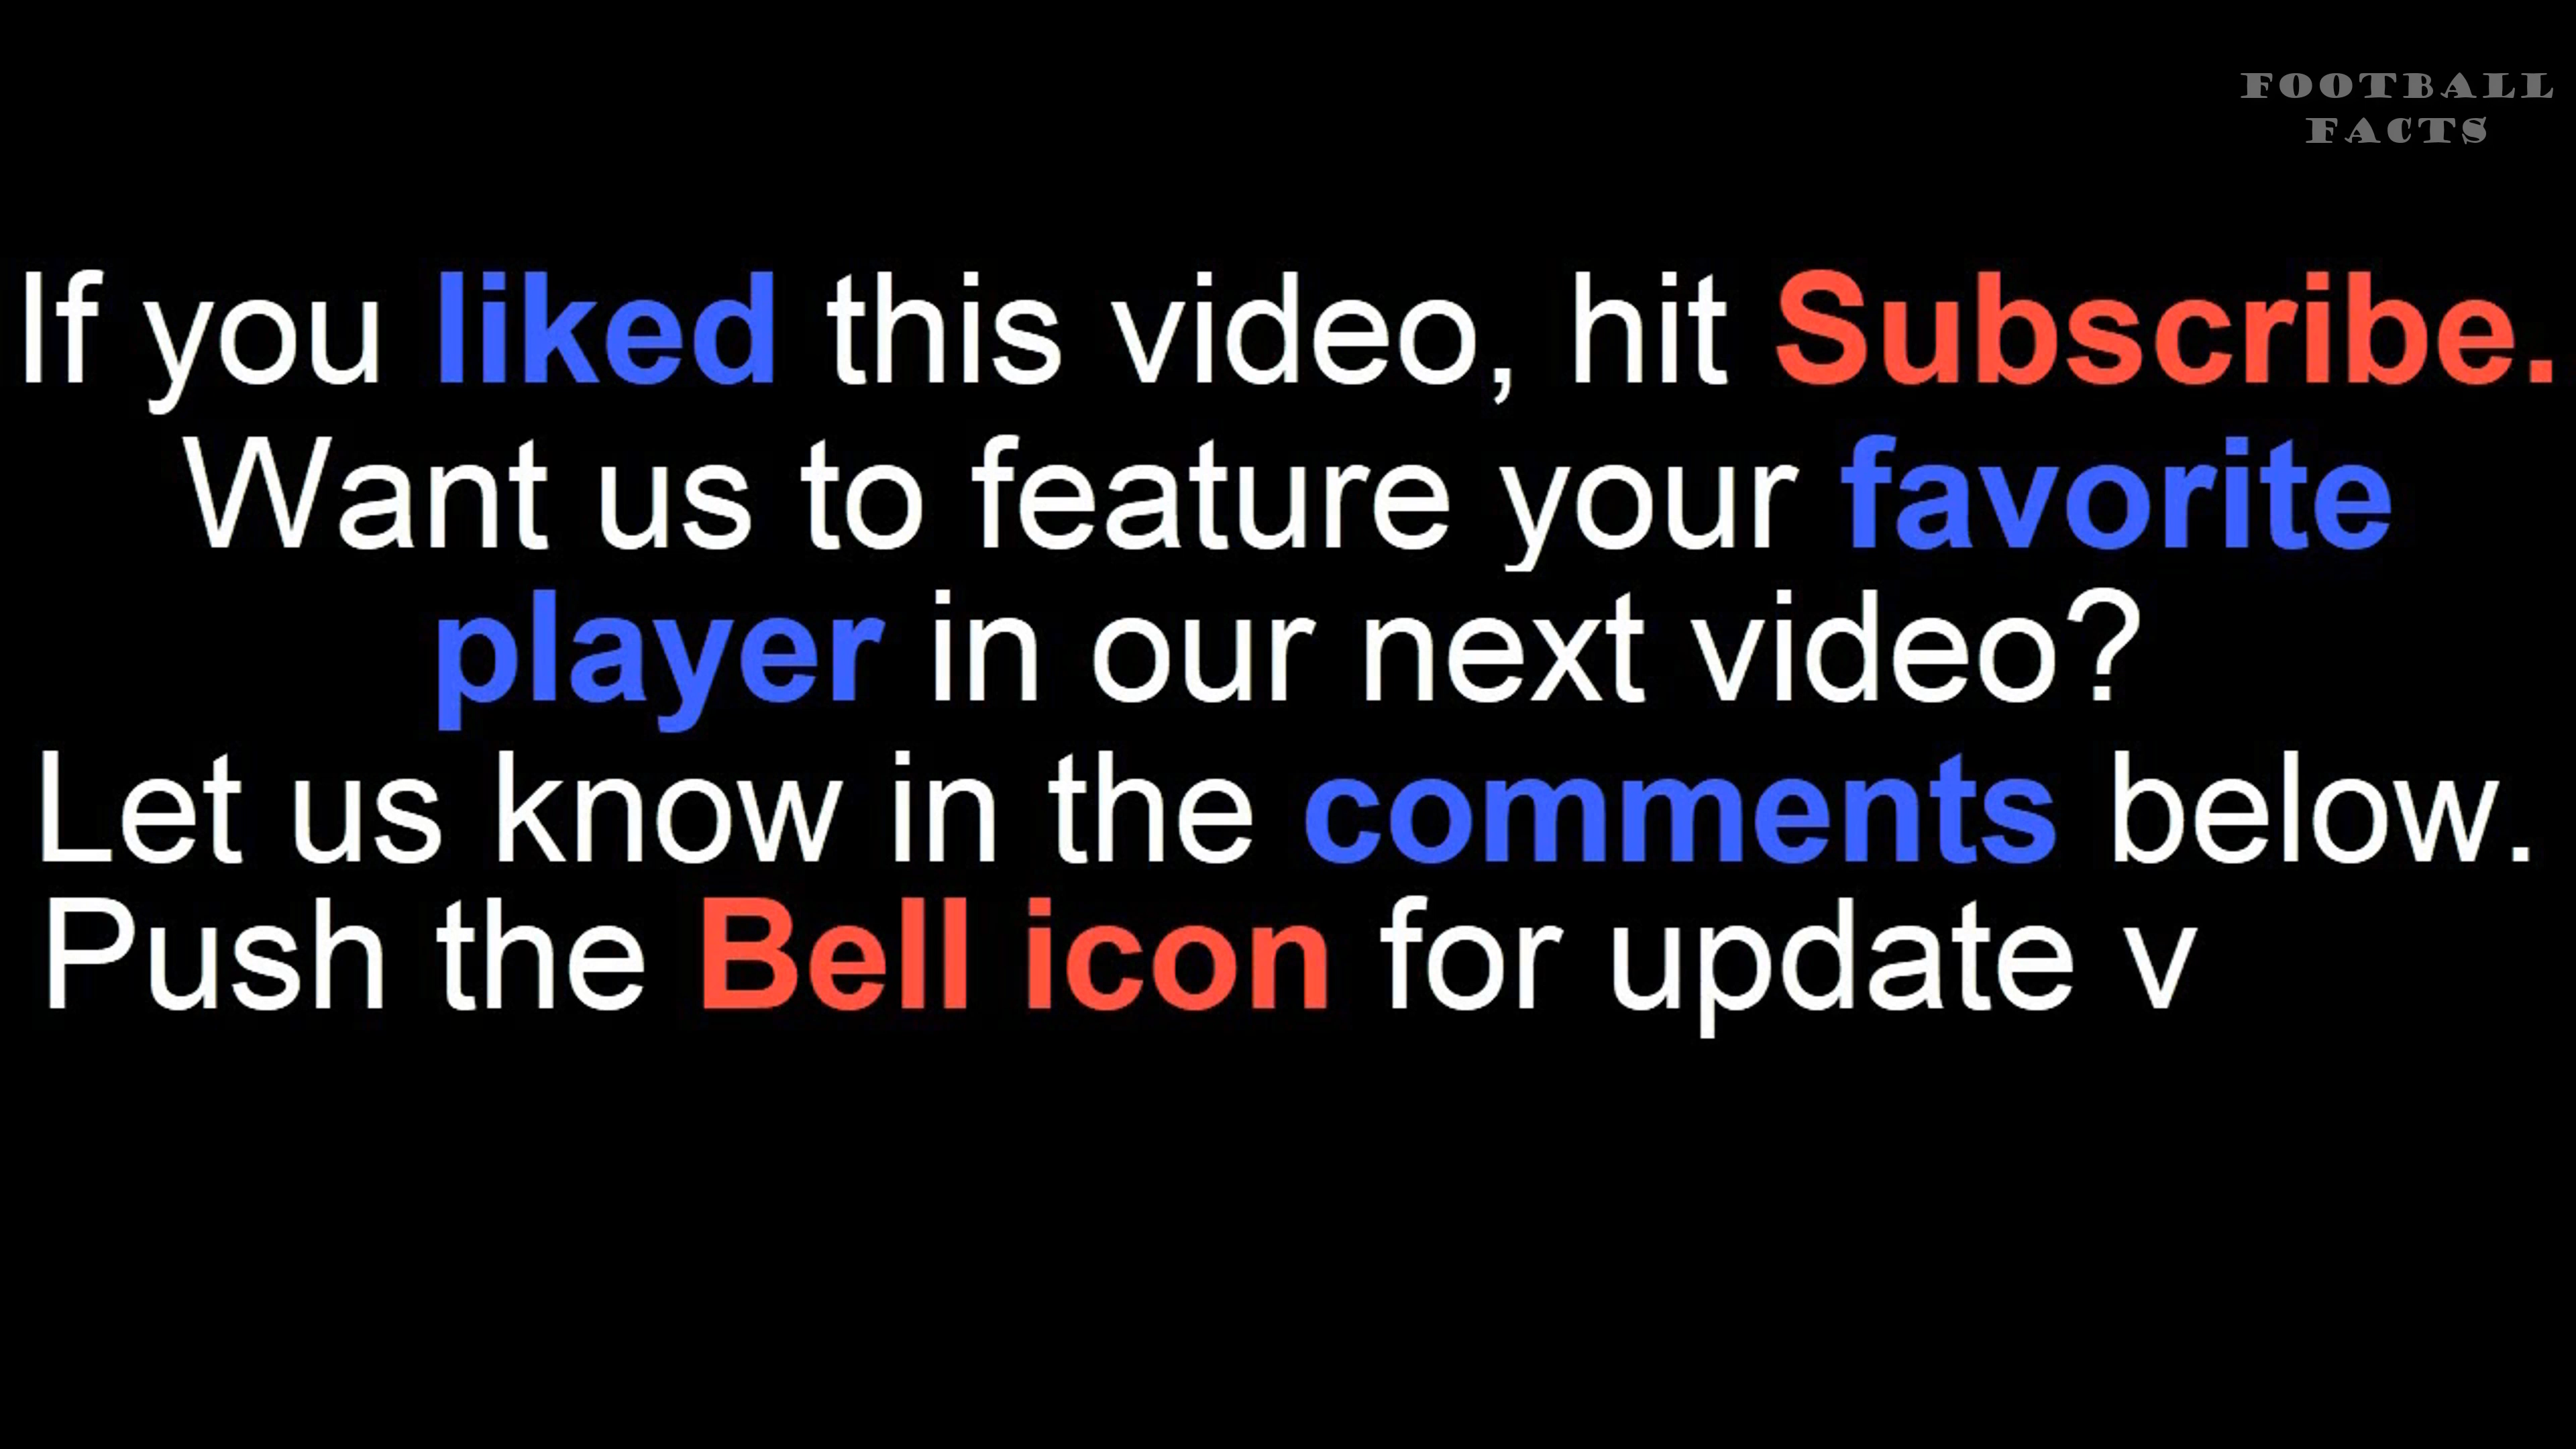 FOOTBALL
FACTS
If you liked this video, hit Subscribe.
Want us to feature your favorite
player in our next video?
Let us know in the comments below.
Push the Bell icon for update v